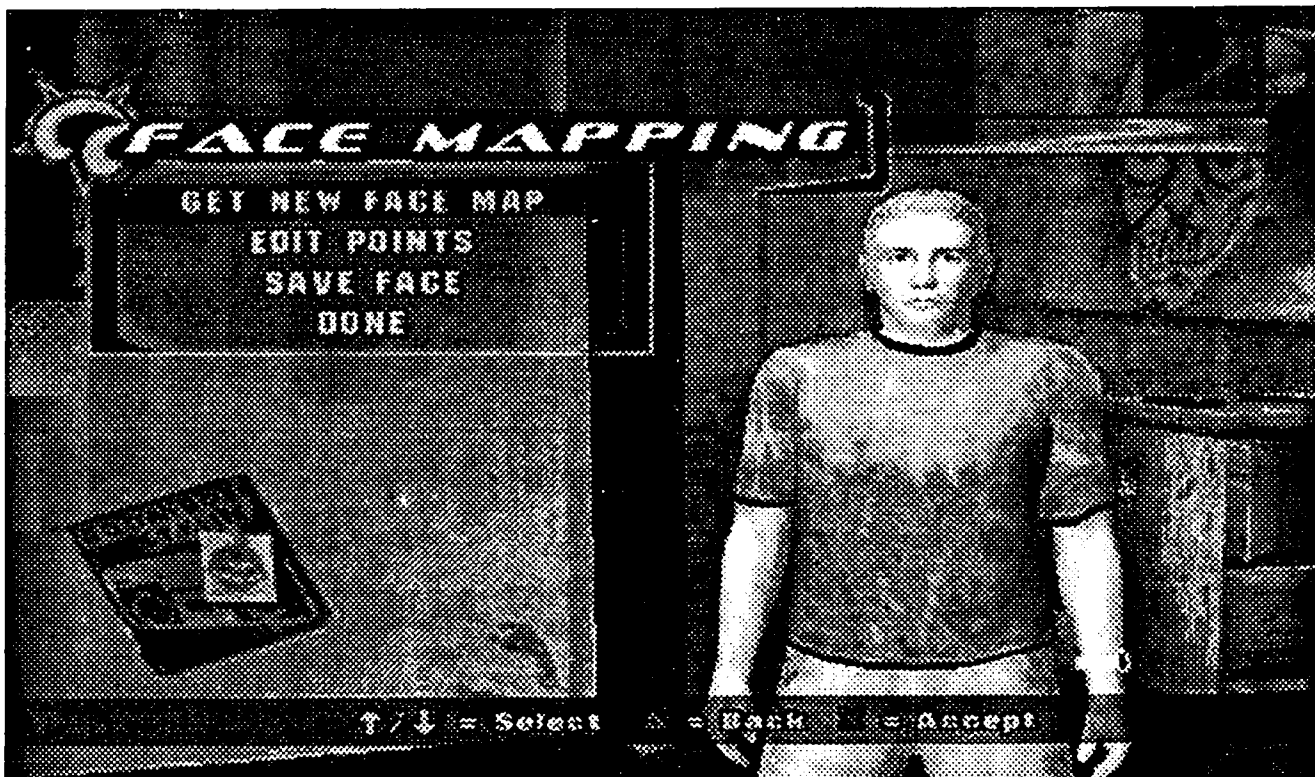 FACE MAPPING
GET NEW FACE MAP
EDIT POINTS
SAVE FACE
DONE
↑/↓ = Select △ = Back = Accept